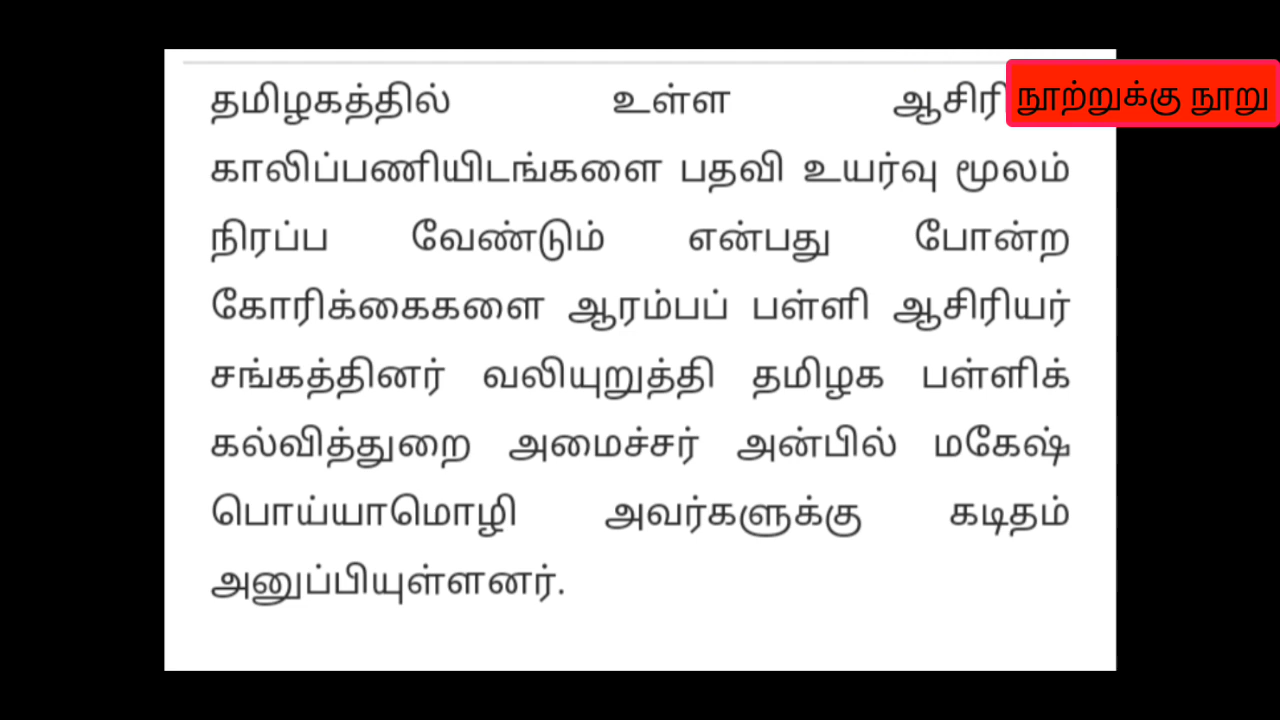 தமிழகத்தில் உள்ள
நூற்றுக்கு நூறு
காலிப்பணியிடங்களை பதவி உயர்வு மூலம்
நிரப்ப வேண்டும் என்பது போன்ற
கோரிக்கைகளை ஆரம்பப் பள்ளி ஆசிரியர்
சங்கத்தினர் வலியுறுத்தி தமிழக பள்ளிக்
கல்வித்துறை அமைச்சர் அன்பில் மகேஷ்
பொய்யாமொழி அவர்களுக்கு கடிதம்
அனுப்பியுள்ளனர்.